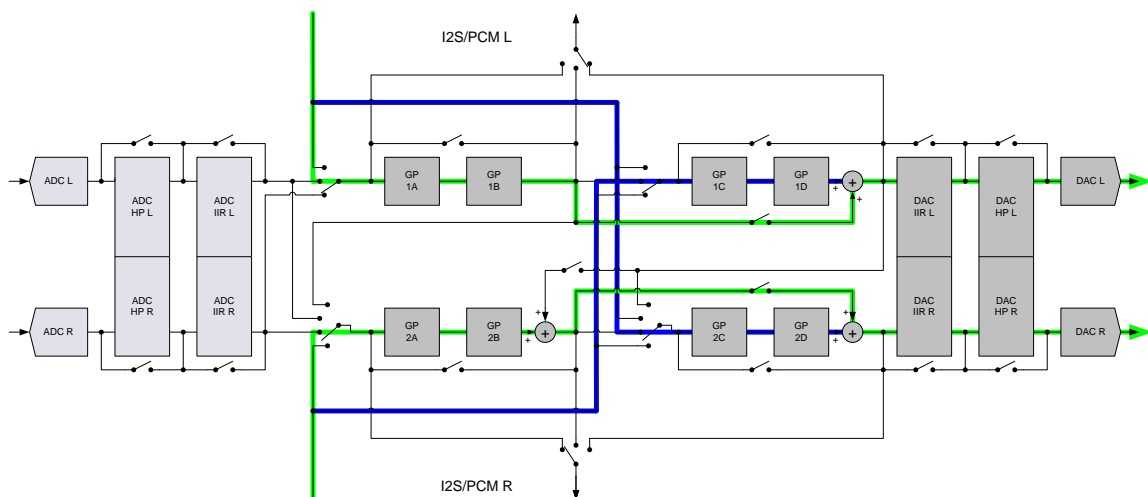 I2S/PCM L
ADC L
ADC
HP L
ADC
IIR L
GP
1A
GP
1B
GP
1C
GP
1D
+
+
+
DAC
IIR L
DAC
HP L
DAC L
ADC R
ADC
HP R
ADC
IIR R
GP
2A
GP
2B
+
+
+
GP
2C
GP
2D
+
+
+
DAC
IIR R
DAC
HP R
DAC R
I2S/PCM R